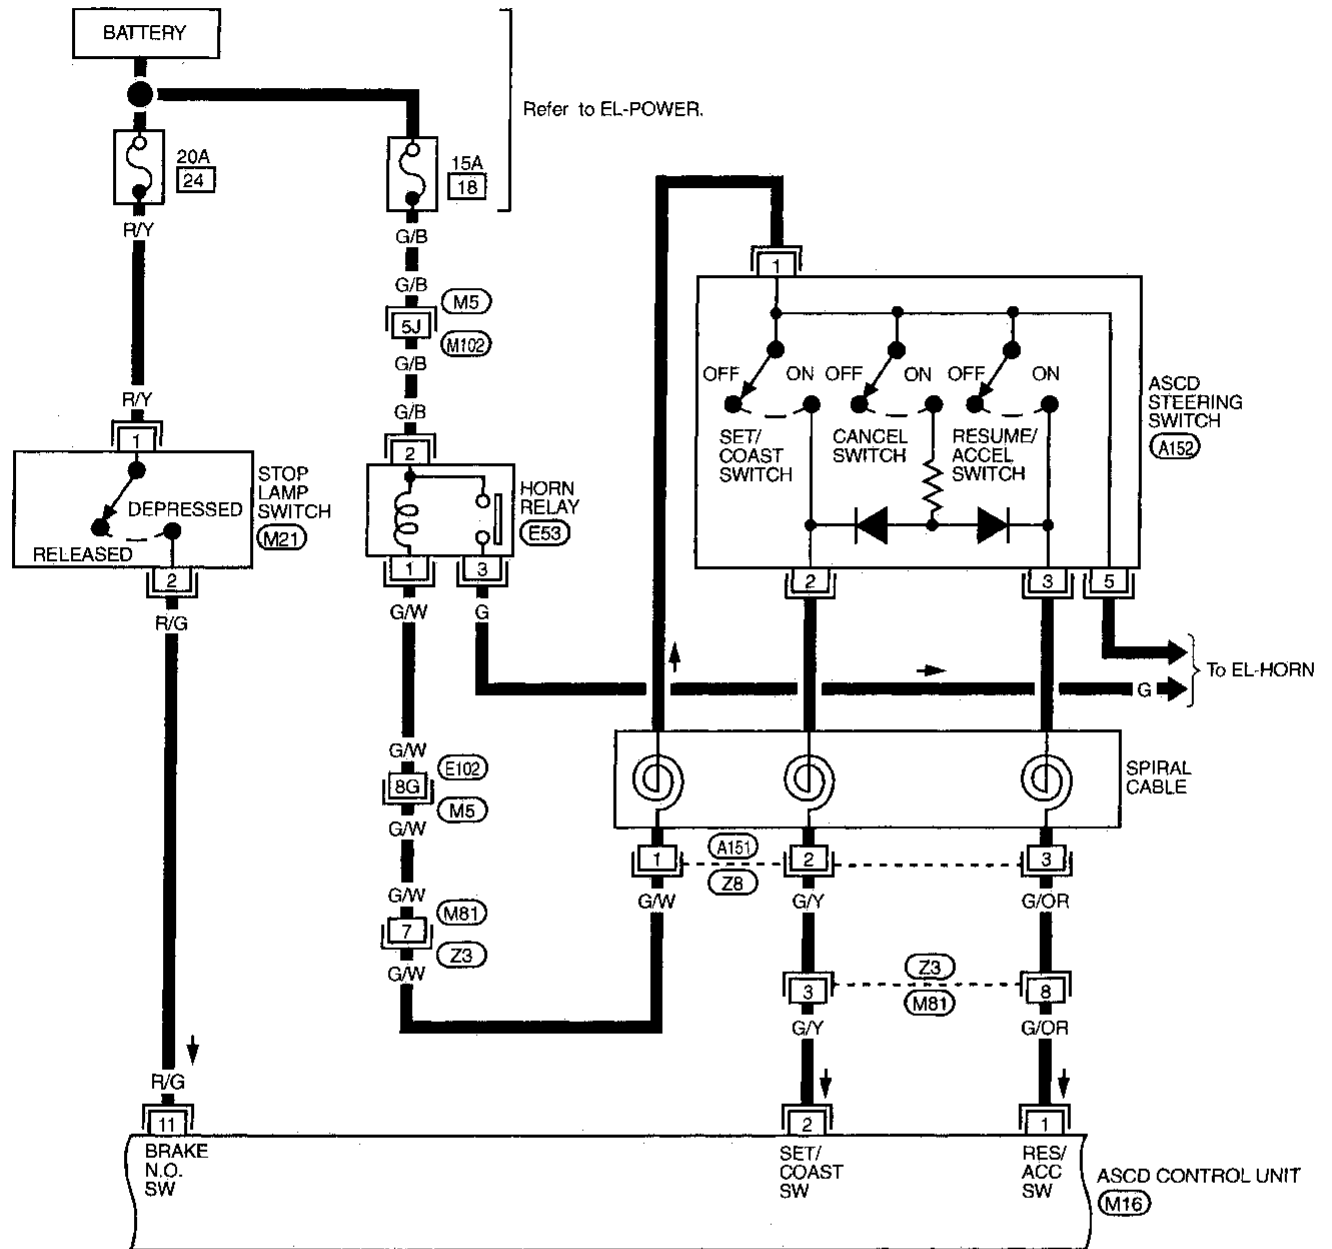 BATTERY
Refer to EL-POWER.
20A
24
15A
18
R/Y
G/B
G/B
M5
5J
M102
G/B
R/Y
G/B
1
2
1
STOP
LAMP
SWITCH
M21
DEPRESSED
RELEASED
2
R/G
HORN
RELAY
E53
1
3
G/W
G
OFF
ON
OFF
ON
OFF
ON
SET/
COAST
SWITCH
CANCEL
SWITCH
RESUME/
ACCEL
SWITCH
ASCD
STEERING
SWITCH
A152
2
3
5
To EL-HORN
G
G/W
E102
8G
M5
G/W
SPIRAL
CABLE
1
A151
Z8
2
3
G/W
G/Y
G/OR
G/W
M81
7
Z3
G/W
3
Z3
M81
8
G/Y
G/OR
R/G
11
2
1
BRAKE
N.O.
SW
SET/
COAST
SW
RES/
ACC
SW
ASCD CONTROL UNIT
M16